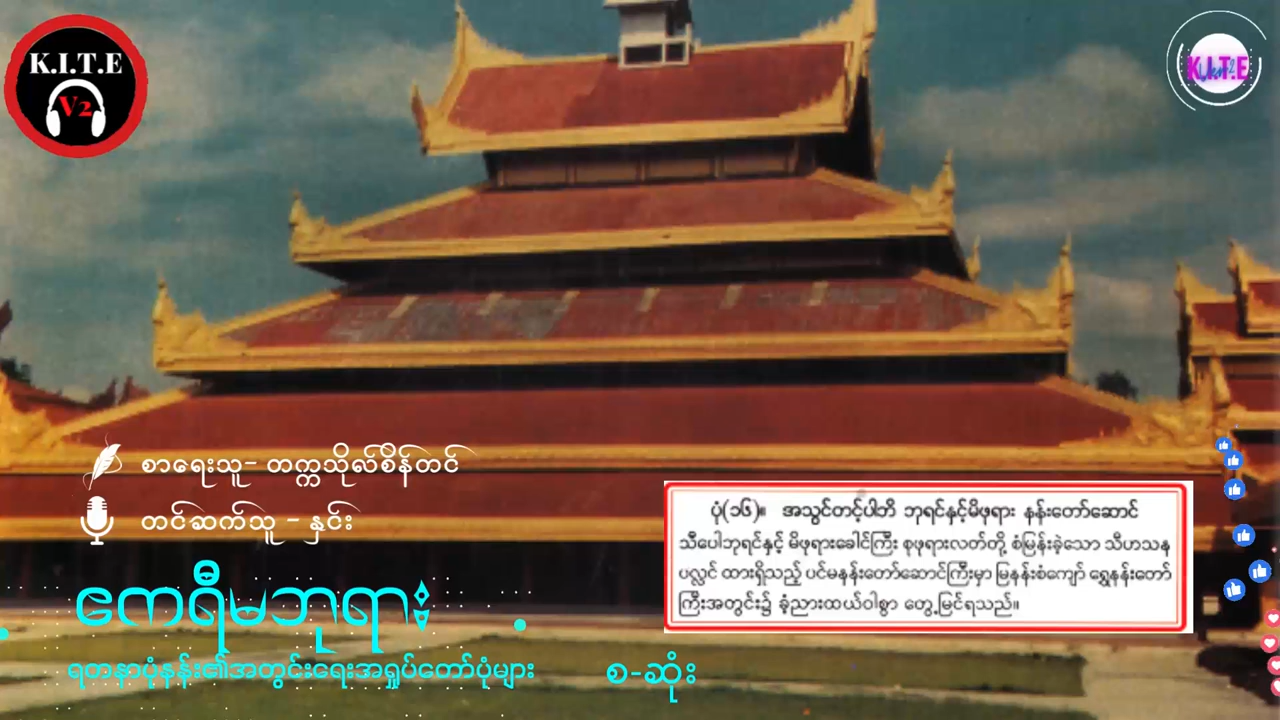 K.I.T.E
V2
K.I.T.E
စာရေးသူ- တက္ကသိုလ်စိန်တင်
တင်ဆက်သူ - နှင်း
ဧကရီမဘုရား
ရတနာပုံနန်း၏အတွင်းရေးအရှုပ်တော်ပုံများ
စ-ဆုံး
ပုံ(၁၆)။ အသွင်တင့်ပါဘိ ဘုရင်နှင့်မိဖုရား နန်းတော်ဆောင်
သီပေါဘုရင်နှင့် မိဖုရားခေါင်ကြီး စုဖုရားလတ်တို့ စံမြန်းခဲ့သော သီဟသန
ပလ္လင် ထားရှိသည့် ပင်မနန်းတော်ဆောင်ကြီးမှာ မြနန်းစံကျော် ရွှေနန်းတော်
ကြီးအတွင်း၌ ခံ့ညားထယ်ဝါစွာ တွေ့မြင်ရသည်။